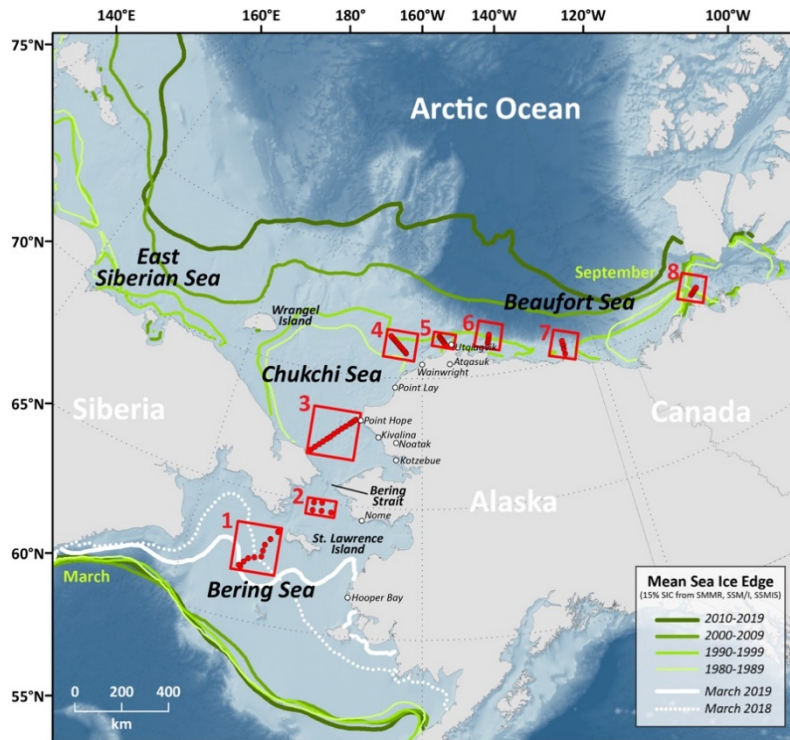 140°E 160°E 180° 160°W 140°W 120°W 100°W
75°N
70°N
65°N
60°N
55°N
Arctic Ocean
East
Siberian Sea
September
Beaufort Sea
8
Wrangel
Island
4
5
6
7
Utqiagvik
Atqasuk
Wainwright
Chukchi Sea
Point Lay
Siberia
Canada
3
Point Hope
Kivalina
Noatak
Kotzebue
Alaska
Bering
Strait
2
Nome
1
St. Lawrence
Island
March
Bering Sea
Hooper Bay
0 200 400
km
Mean Sea Ice Edge
(15% SIC from SMMR, SSM/I, SSMIS)
2010-2019
2000-2009
1990-1999
1980-1989
March 2019
March 2018